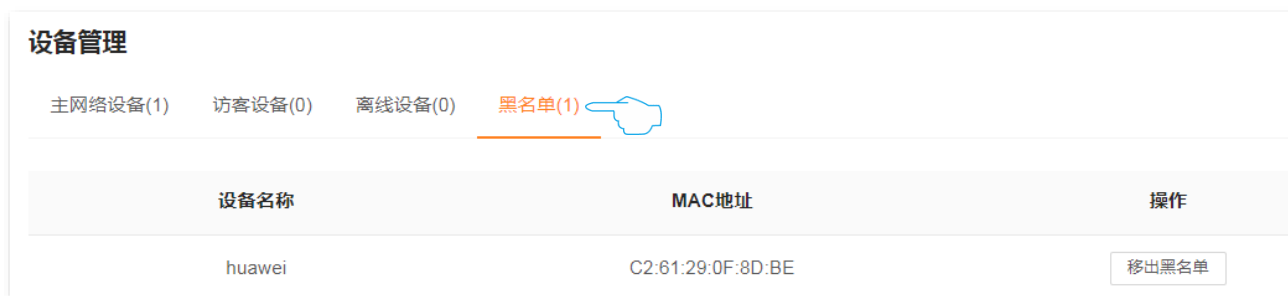 设备管理
主网络设备(1) 访客设备(0) 离线设备(0) 黑名单(1)
设备名称 MAC地址 操作
huawei C2:61:29:0F:8D:BE 移出黑名单